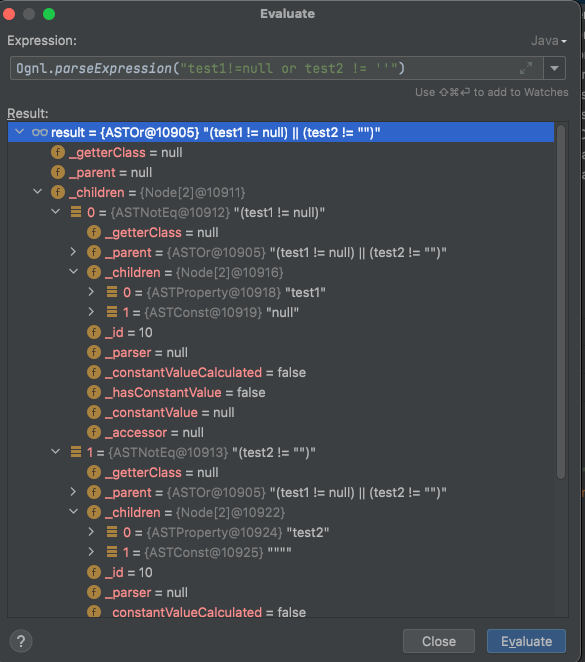 Evaluate
Expression:
Java
Ognl.parseExpression("test1!=null or test2 != ''")
Use ⇧⌘⏎ to add to Watches
Result:
result = {ASTOr@10905} "(test1 != null) || (test2 != "")"
f _getterClass = null
f _parent = null
f _children = {Node[2]@10911}
0 = {ASTNotEq@10912} "(test1 != null)"
f _getterClass = null
f _parent = {ASTOr@10905} "(test1 != null) || (test2 != "")"
f _children = {Node[2]@10916}
0 = {ASTProperty@10918} "test1"
1 = {ASTConst@10919} "null"
f _id = 10
f _parser = null
f _constantValueCalculated = false
f _hasConstantValue = false
f _constantValue = null
f _accessor = null
1 = {ASTNotEq@10913} "(test2 != "")"
f _getterClass = null
f _parent = {ASTOr@10905} "(test1 != null) || (test2 != "")"
f _children = {Node[2]@10922}
0 = {ASTProperty@10924} "test2"
1 = {ASTConst@10925} """"
f _id = 10
f _parser = null
f _constantValueCalculated = false
? Close Evaluate